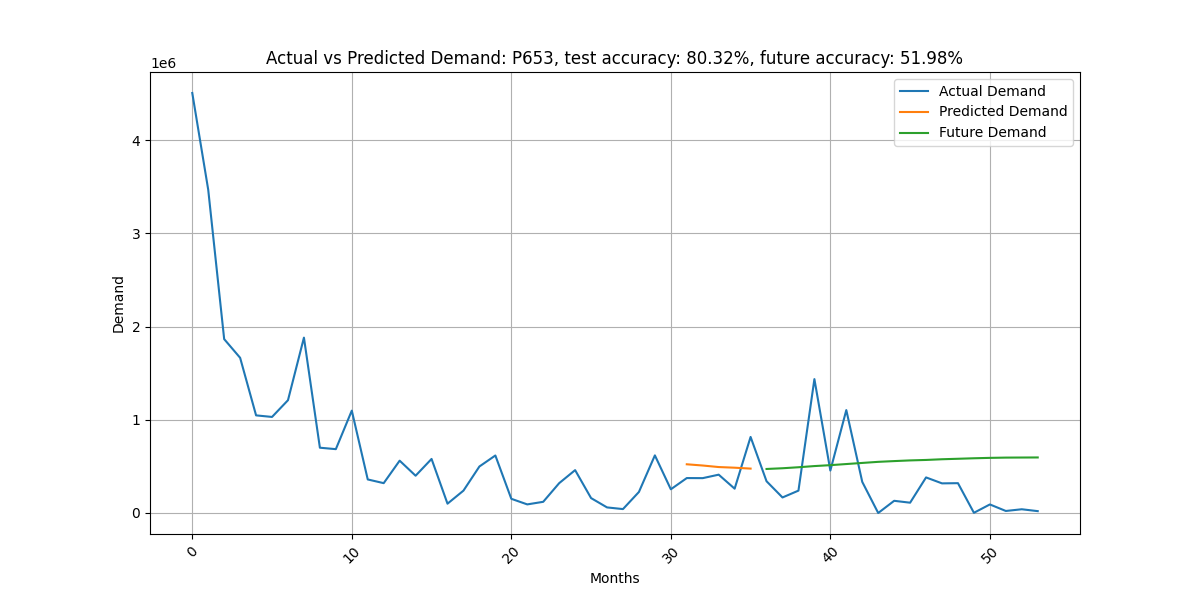 Actual vs Predicted Demand: P653, test accuracy: 80.32%, future accuracy: 51.98%
1e6
Actual Demand
Predicted Demand
Future Demand
4
3
2
1
0
Demand
0
10
20
30
40
50
Months